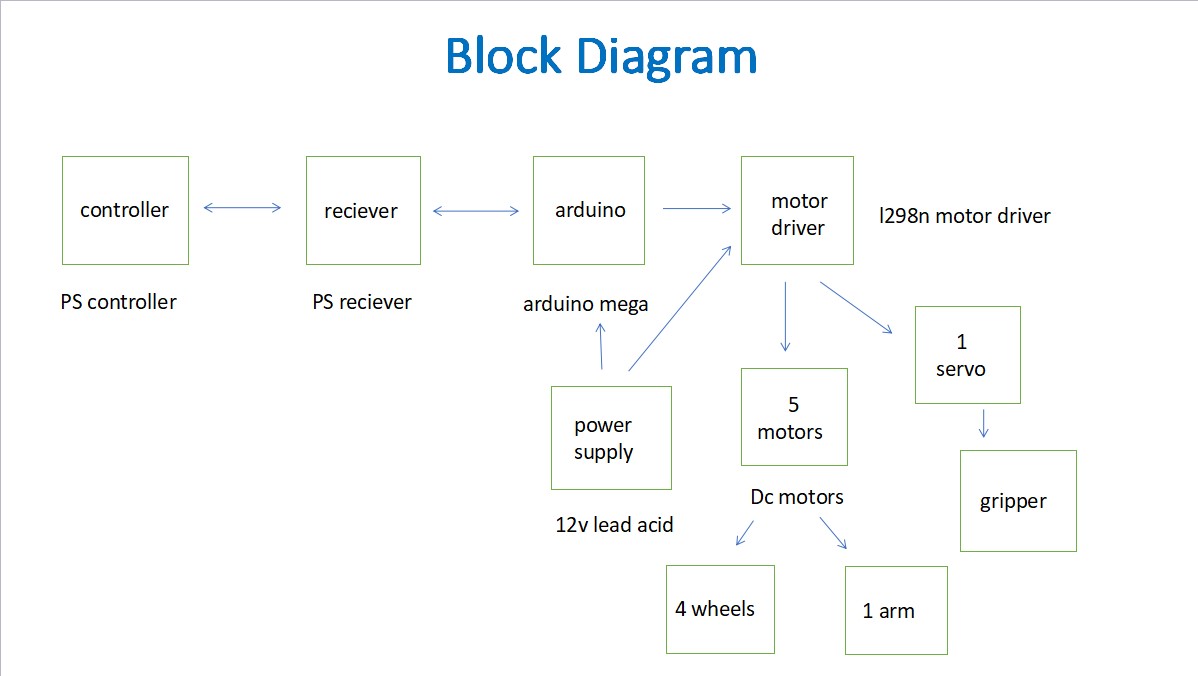 Block Diagram
controller
reciever
arduino
motor
driver
l298n motor driver
PS controller
PS reciever
arduino mega
1
servo
5
motors
power
supply
Dc motors
gripper
12v lead acid
4 wheels
1 arm